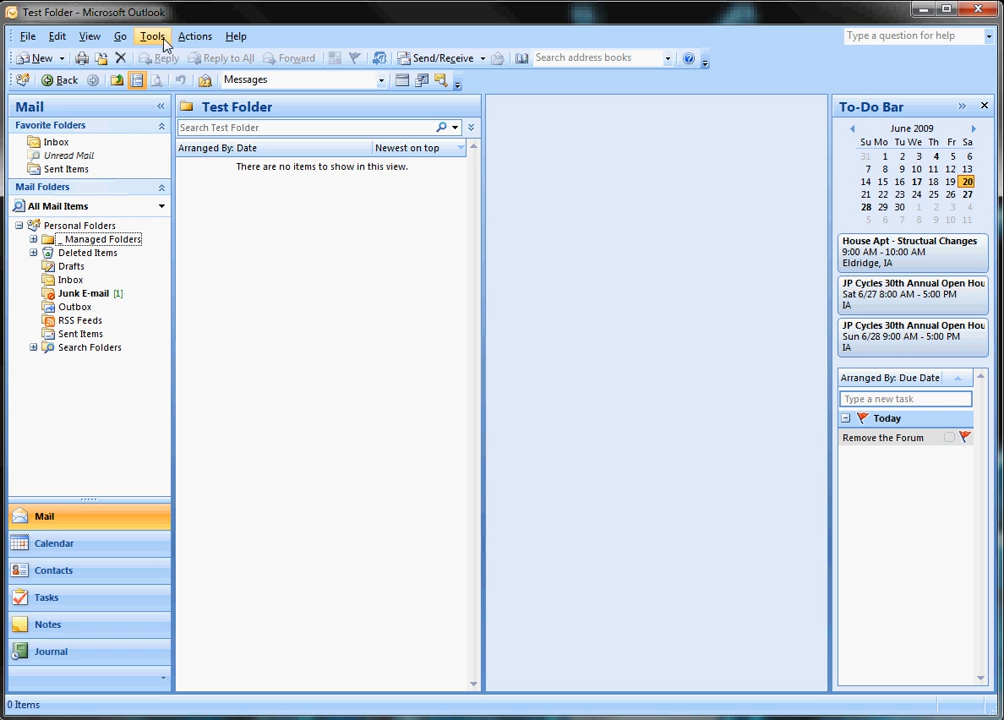 Test Folder - Microsoft Outlook
File Edit View Go Tools Actions Help
Type a question for help
New Reply Reply to All Forward Send/Receive Search address books
Back Messages
Mail
Favorite Folders
Inbox
Unread Mail
Sent Items
Mail Folders
All Mail Items
Personal Folders
_ Managed Folders
Deleted Items
Drafts
Inbox
Junk E-mail [1]
Outbox
RSS Feeds
Sent Items
Search Folders
Mail
Calendar
Contacts
Tasks
Notes
Journal
0 Items
Test Folder
Search Test Folder
Arranged By: Date Newest on top
There are no items to show in this view.
To-Do Bar
June 2009
Su Mo Tu We Th Fr Sa
31 1 2 3 4 5 6
7 8 9 10 11 12 13
14 15 16 17 18 19 20
21 22 23 24 25 26 27
28 29 30 1 2 3 4
5 6 7 8 9 10 11
House Apt - Structual Changes
9:00 AM - 10:00 AM
Eldridge, IA
JP Cycles 30th Annual Open Hou
Sat 6/27 8:00 AM - 5:00 PM
IA
JP Cycles 30th Annual Open Hou
Sun 6/28 9:00 AM - 5:00 PM
IA
Arranged By: Due Date
Type a new task
Today
Remove the Forum